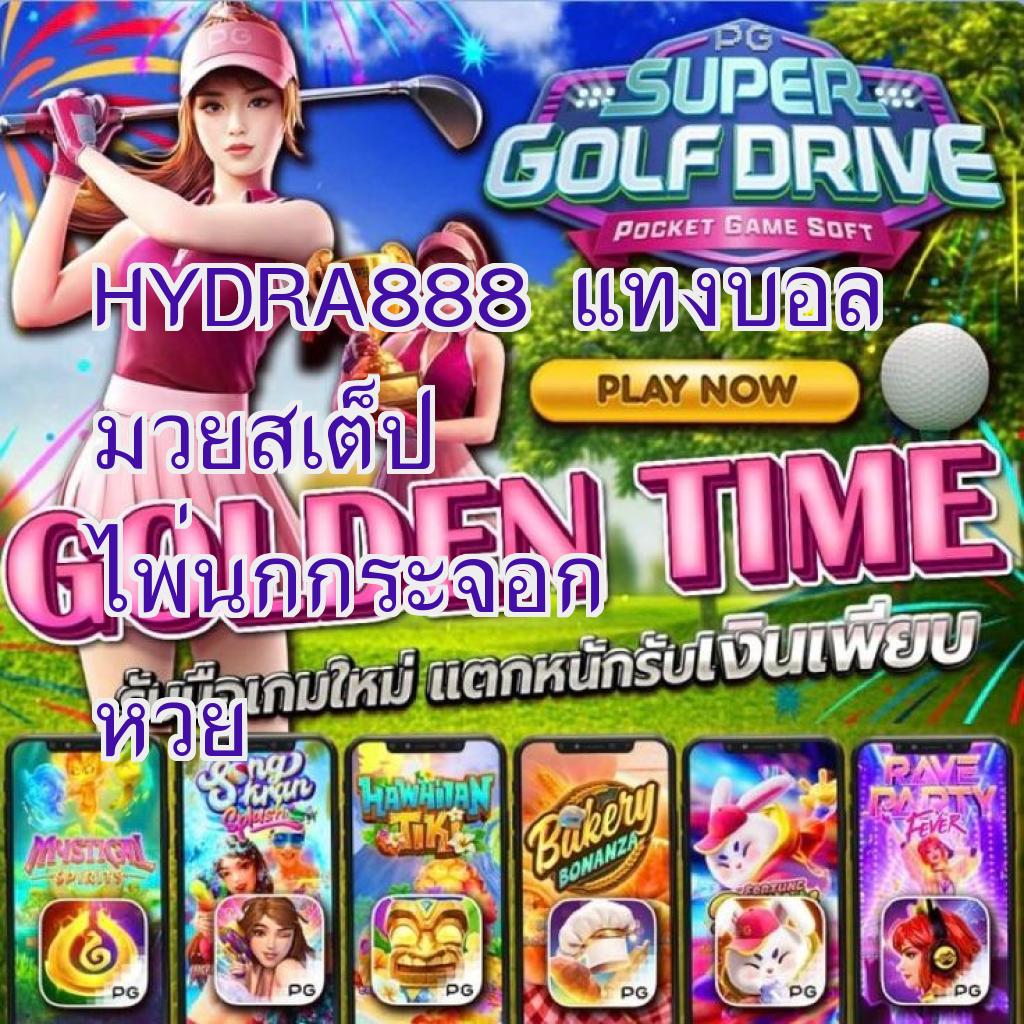 PG
PG
SUPER
GOLF DRIVE
POCKET GAME SOFT
HYDRA888 แทงบอล
PLAY NOW
มวยสเต็ป
GOLDEN TIME
ไพ่นกกระจอก
เกมใหม่ แตกหนักรับเงินเพียบ
หวย
MYSTICAL
SPIRITS
Songkran
Splash
HAWAIIAN
TIKI
Bakery
BONANZA
FORTUNE
RAVE
PARTY
FEVER
PG
PG
PG
PG
PG
PG